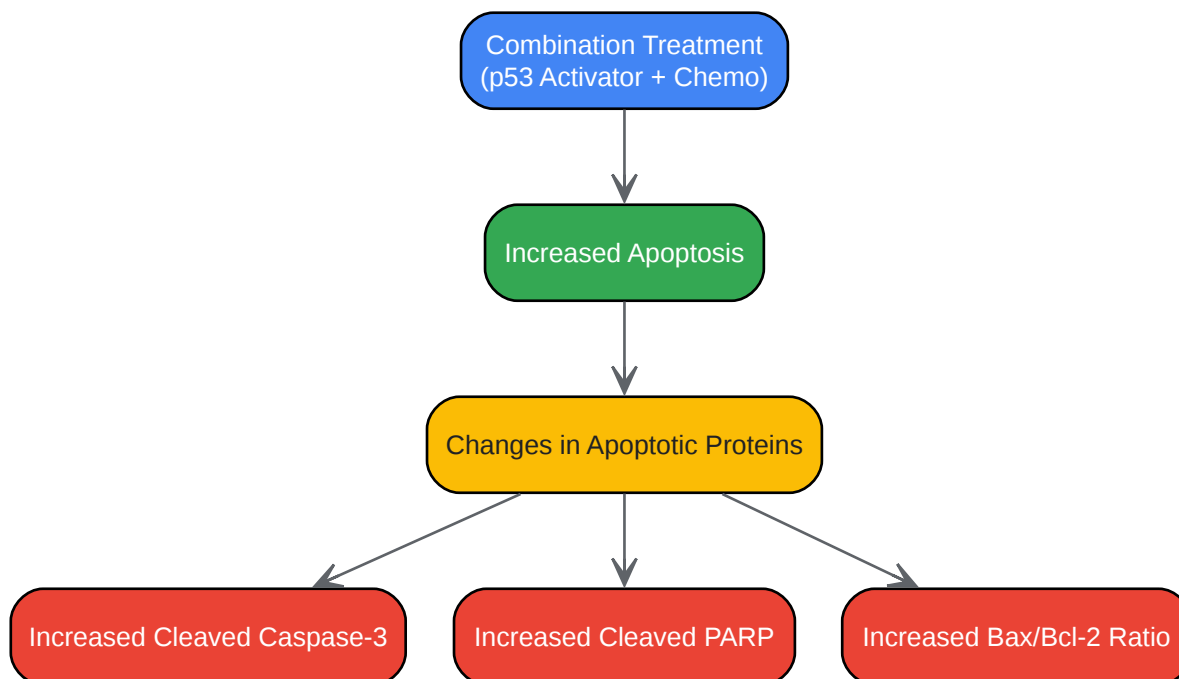 Combination Treatment
(p53 Activator + Chemo)
Increased Apoptosis
Changes in Apoptotic Proteins
Increased Cleaved Caspase-3
Increased Cleaved PARP
Increased Bax/Bcl-2 Ratio